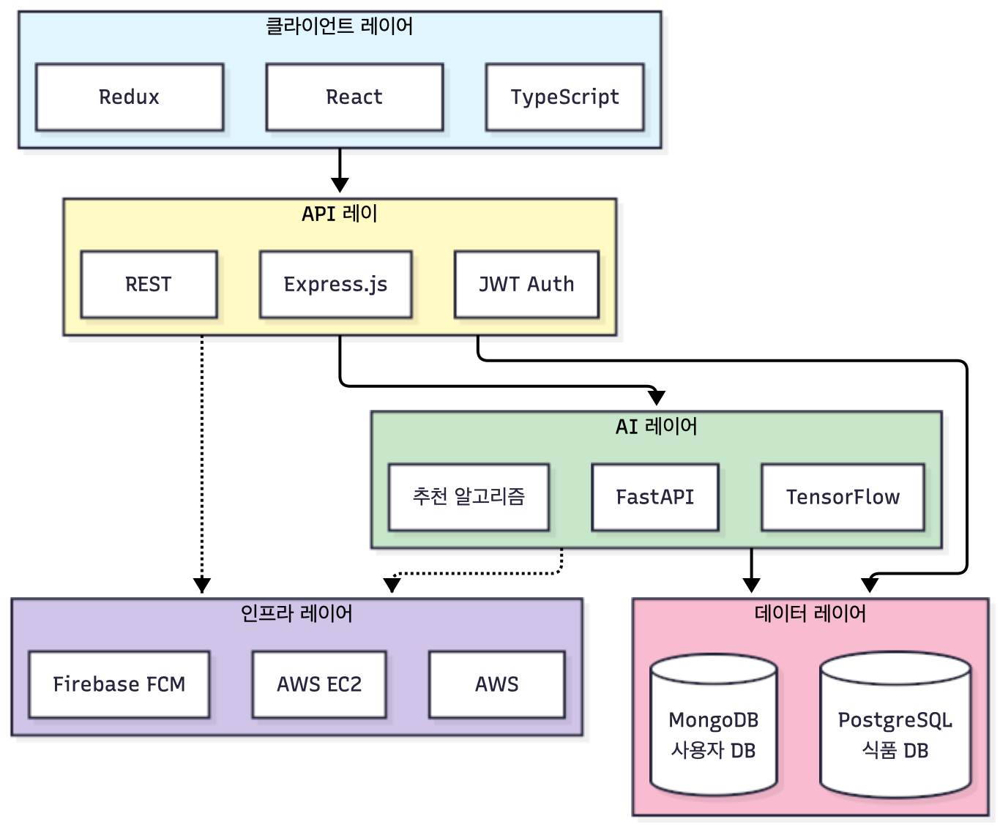 클라이언트 레이어
Redux
React
TypeScript
API 레이
REST
Express.js
JWT Auth
AI 레이어
추천 알고리즘
FastAPI
TensorFlow
인프라 레이어
Firebase FCM
AWS EC2
AWS
데이터 레이어
MongoDB
사용자 DB
PostgreSQL
식품 DB